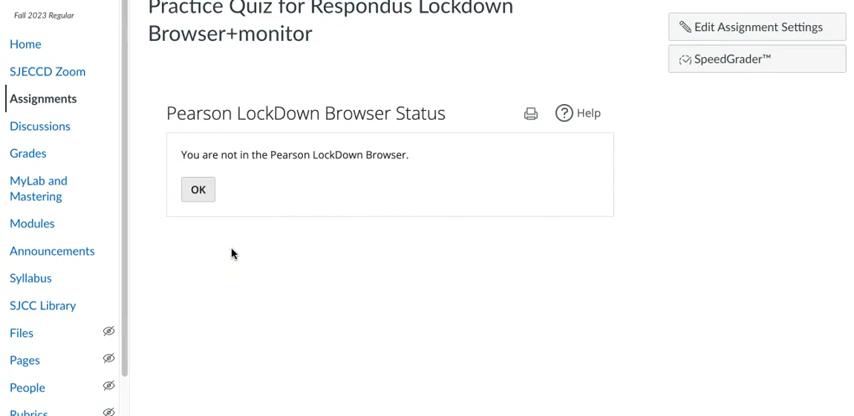 Fall 2023 Regular
Home
SJECCD Zoom
Assignments
Discussions
Grades
MyLab and
Mastering
Modules
Announcements
Syllabus
SJCC Library
Files
Pages
People
Rubrics
Practice Quiz for Respondus Lockdown
Browser+monitor
Edit Assignment Settings
SpeedGrader™
Pearson LockDown Browser Status
? Help
You are not in the Pearson LockDown Browser.
OK